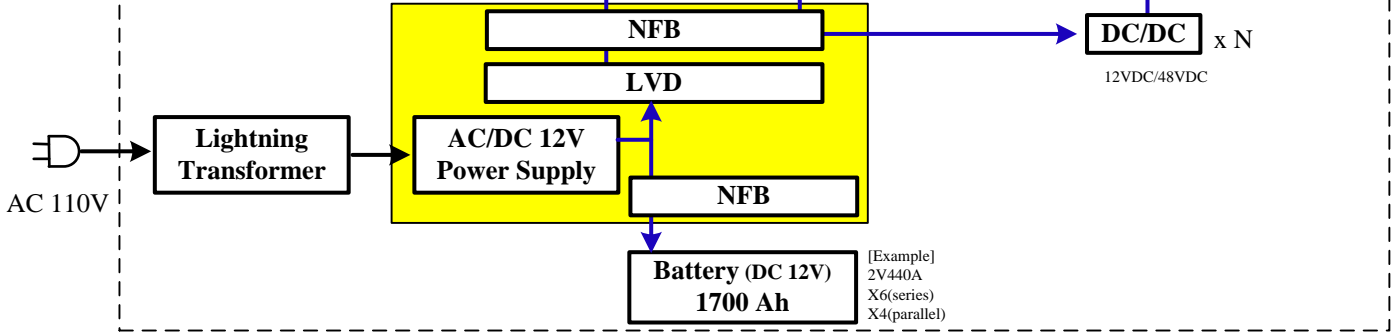 NFB
DC/DC
x N
12VDC/48VDC
LVD
Lightning
Transformer
AC/DC 12V
Power Supply
AC 110V
NFB
Battery (DC 12V)
1700 Ah
[Example]
2V440A
X6(series)
X4(parallel)